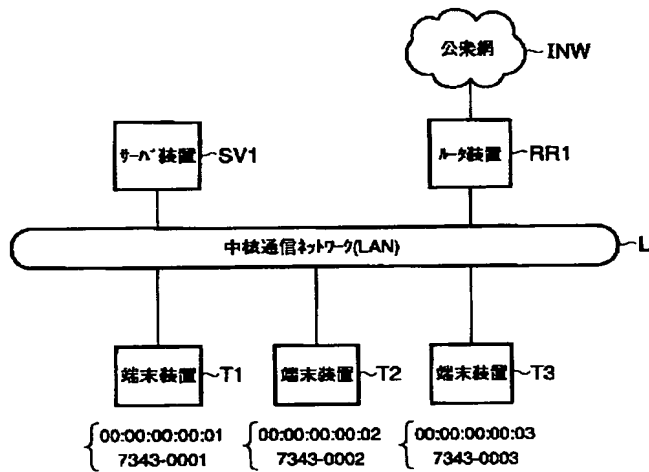 公衆網
INW
サーバ装置
SV1
ルータ装置
RR1
中核通信ネットワーク(LAN)
L
端末装置
T1
端末装置
T2
端末装置
T3
00:00:00:00:01
7343-0001
00:00:00:00:02
7343-0002
00:00:00:00:03
7343-0003